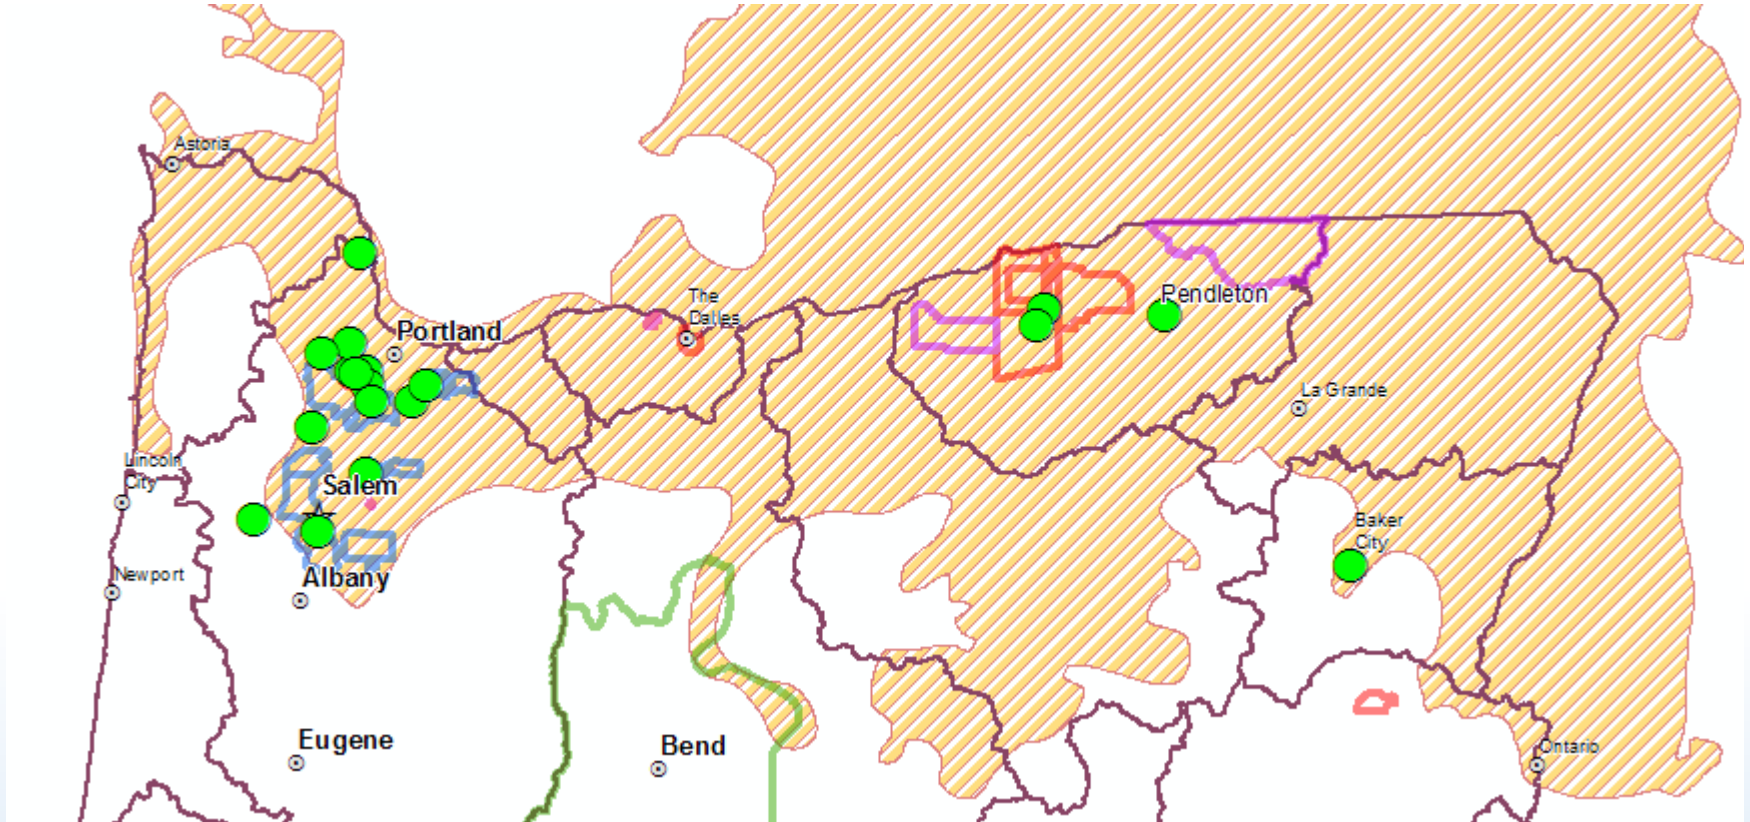 Astoria
The
Dalles
Pendleton
Portland
La Grande
Lincoln
City
Salem
Baker
City
Newport
Albany
Eugene
Bend
Ontario